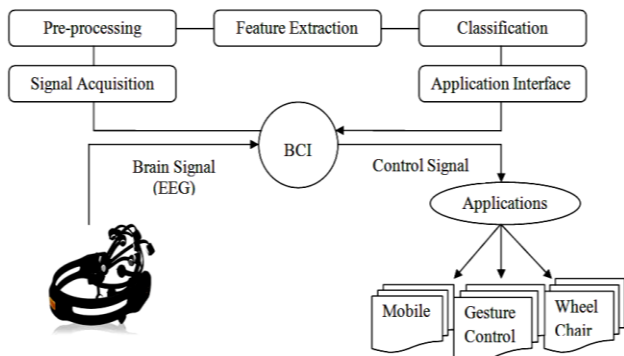 Pre-processing
Feature Extraction
Classification
Signal Acquisition
Application Interface
BCI
Brain Signal
(EEG)
Control Signal
Applications
Mobile
Gesture
Control
Wheel
Chair